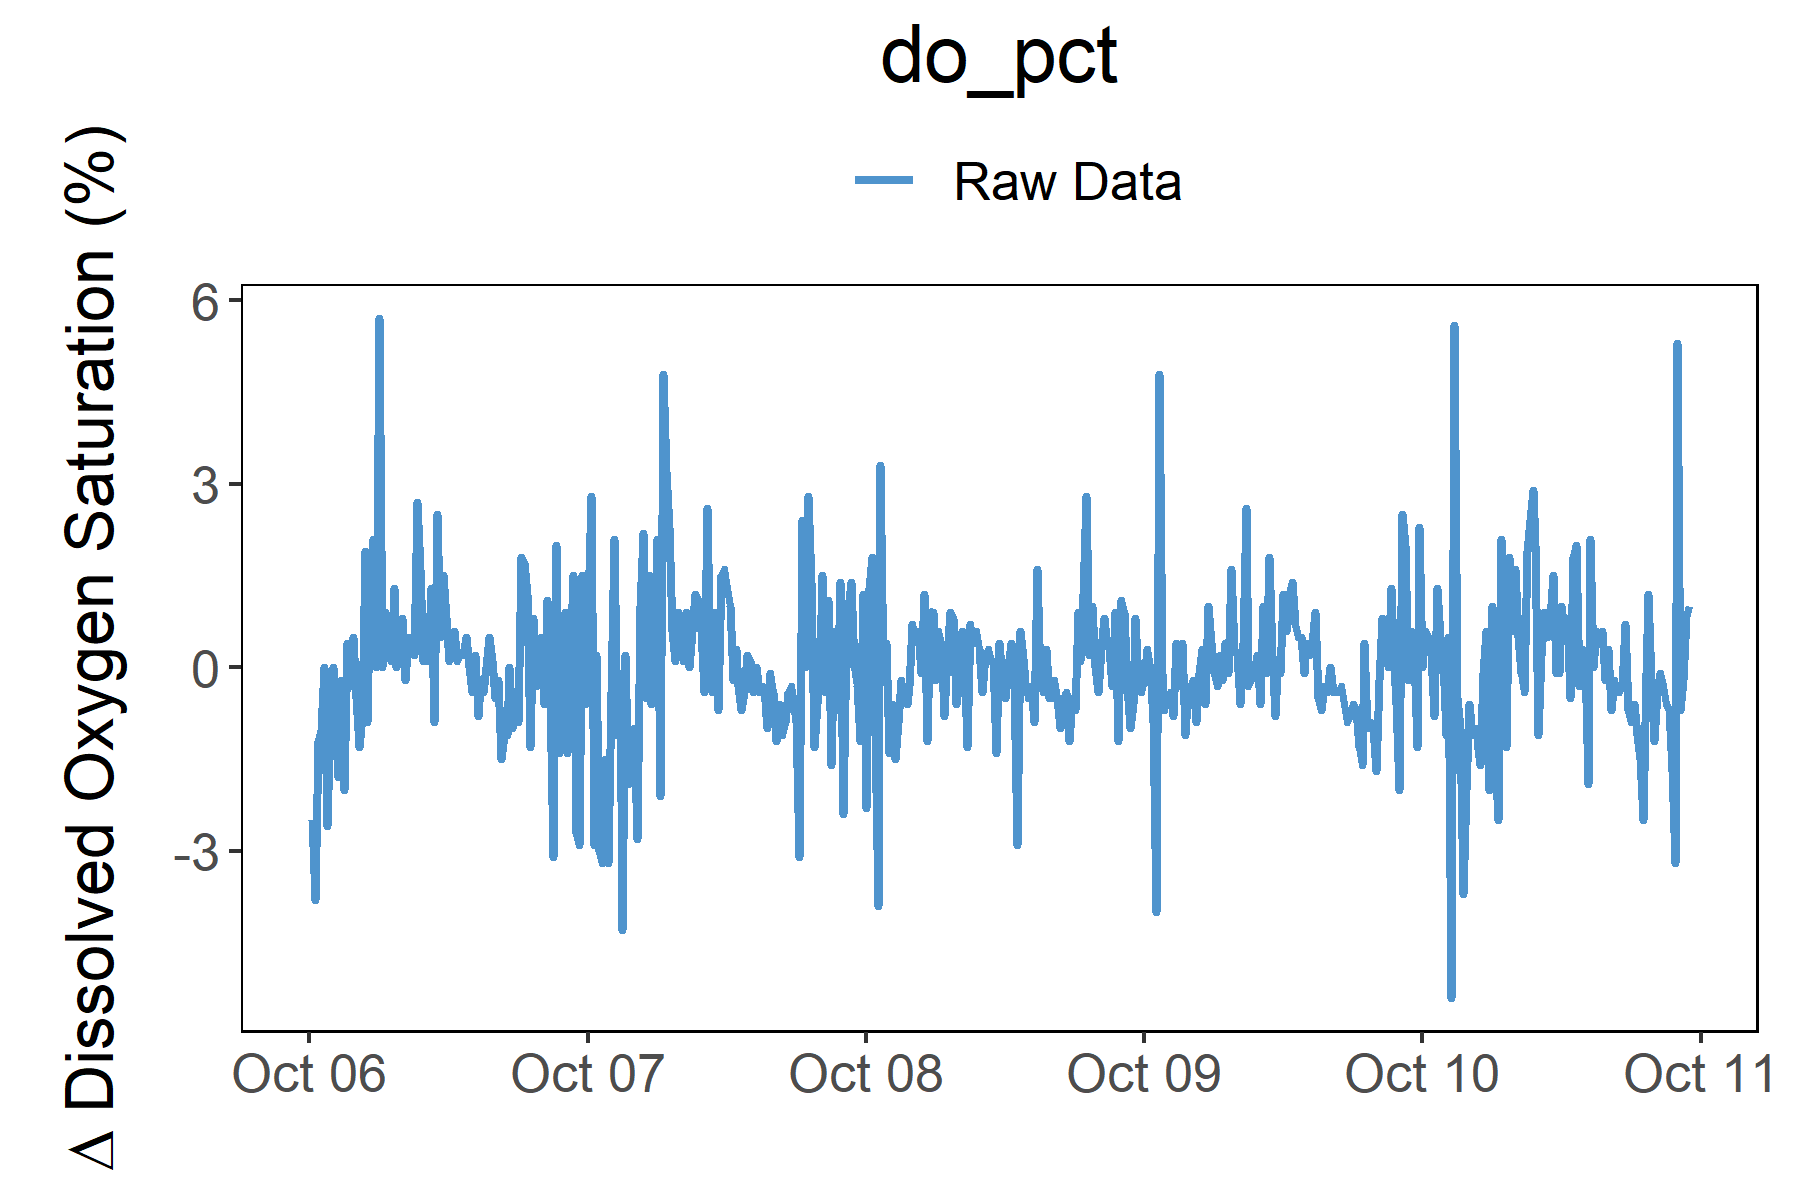 do_pct
Raw Data
Δ Dissolved Oxygen Saturation (%)
6
3
0
-3
Oct 06 Oct 07 Oct 08 Oct 09 Oct 10 Oct 11